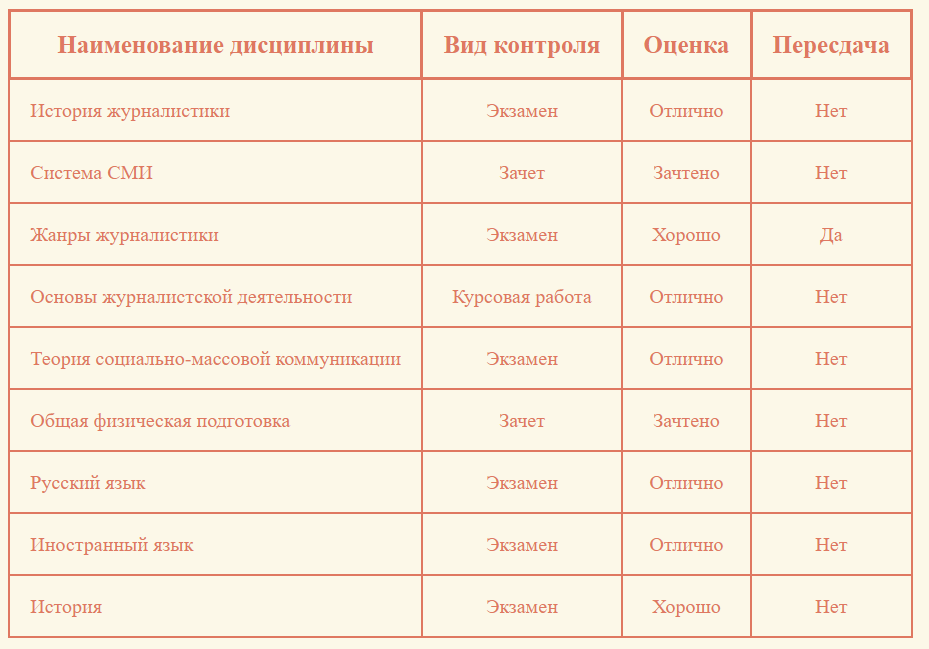 Наименование дисциплины Вид контроля Оценка Пересдача
История журналистики Экзамен Отлично Нет
Система СМИ Зачет Зачтено Нет
Жанры журналистики Экзамен Хорошо Да
Основы журналистской деятельности Курсовая работа Отлично Нет
Теория социально-массовой коммуникации Экзамен Отлично Нет
Общая физическая подготовка Зачет Зачтено Нет
Русский язык Экзамен Отлично Нет
Иностранный язык Экзамен Отлично Нет
История Экзамен Хорошо Нет